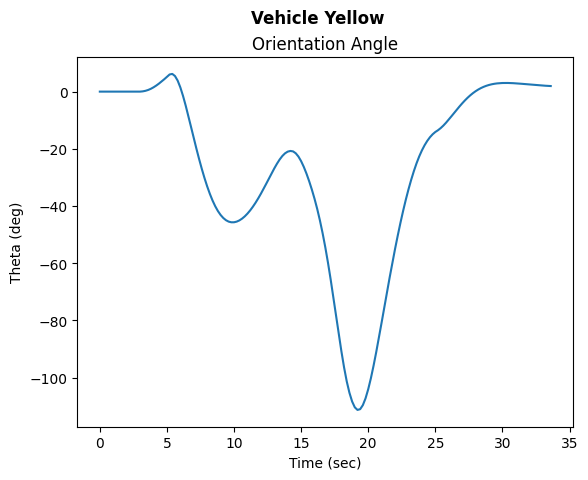 Vehicle Yellow
Orientation Angle
0
−20
−40
−60
−80
−100
Theta (deg)
0 5 10 15 20 25 30 35
Time (sec)